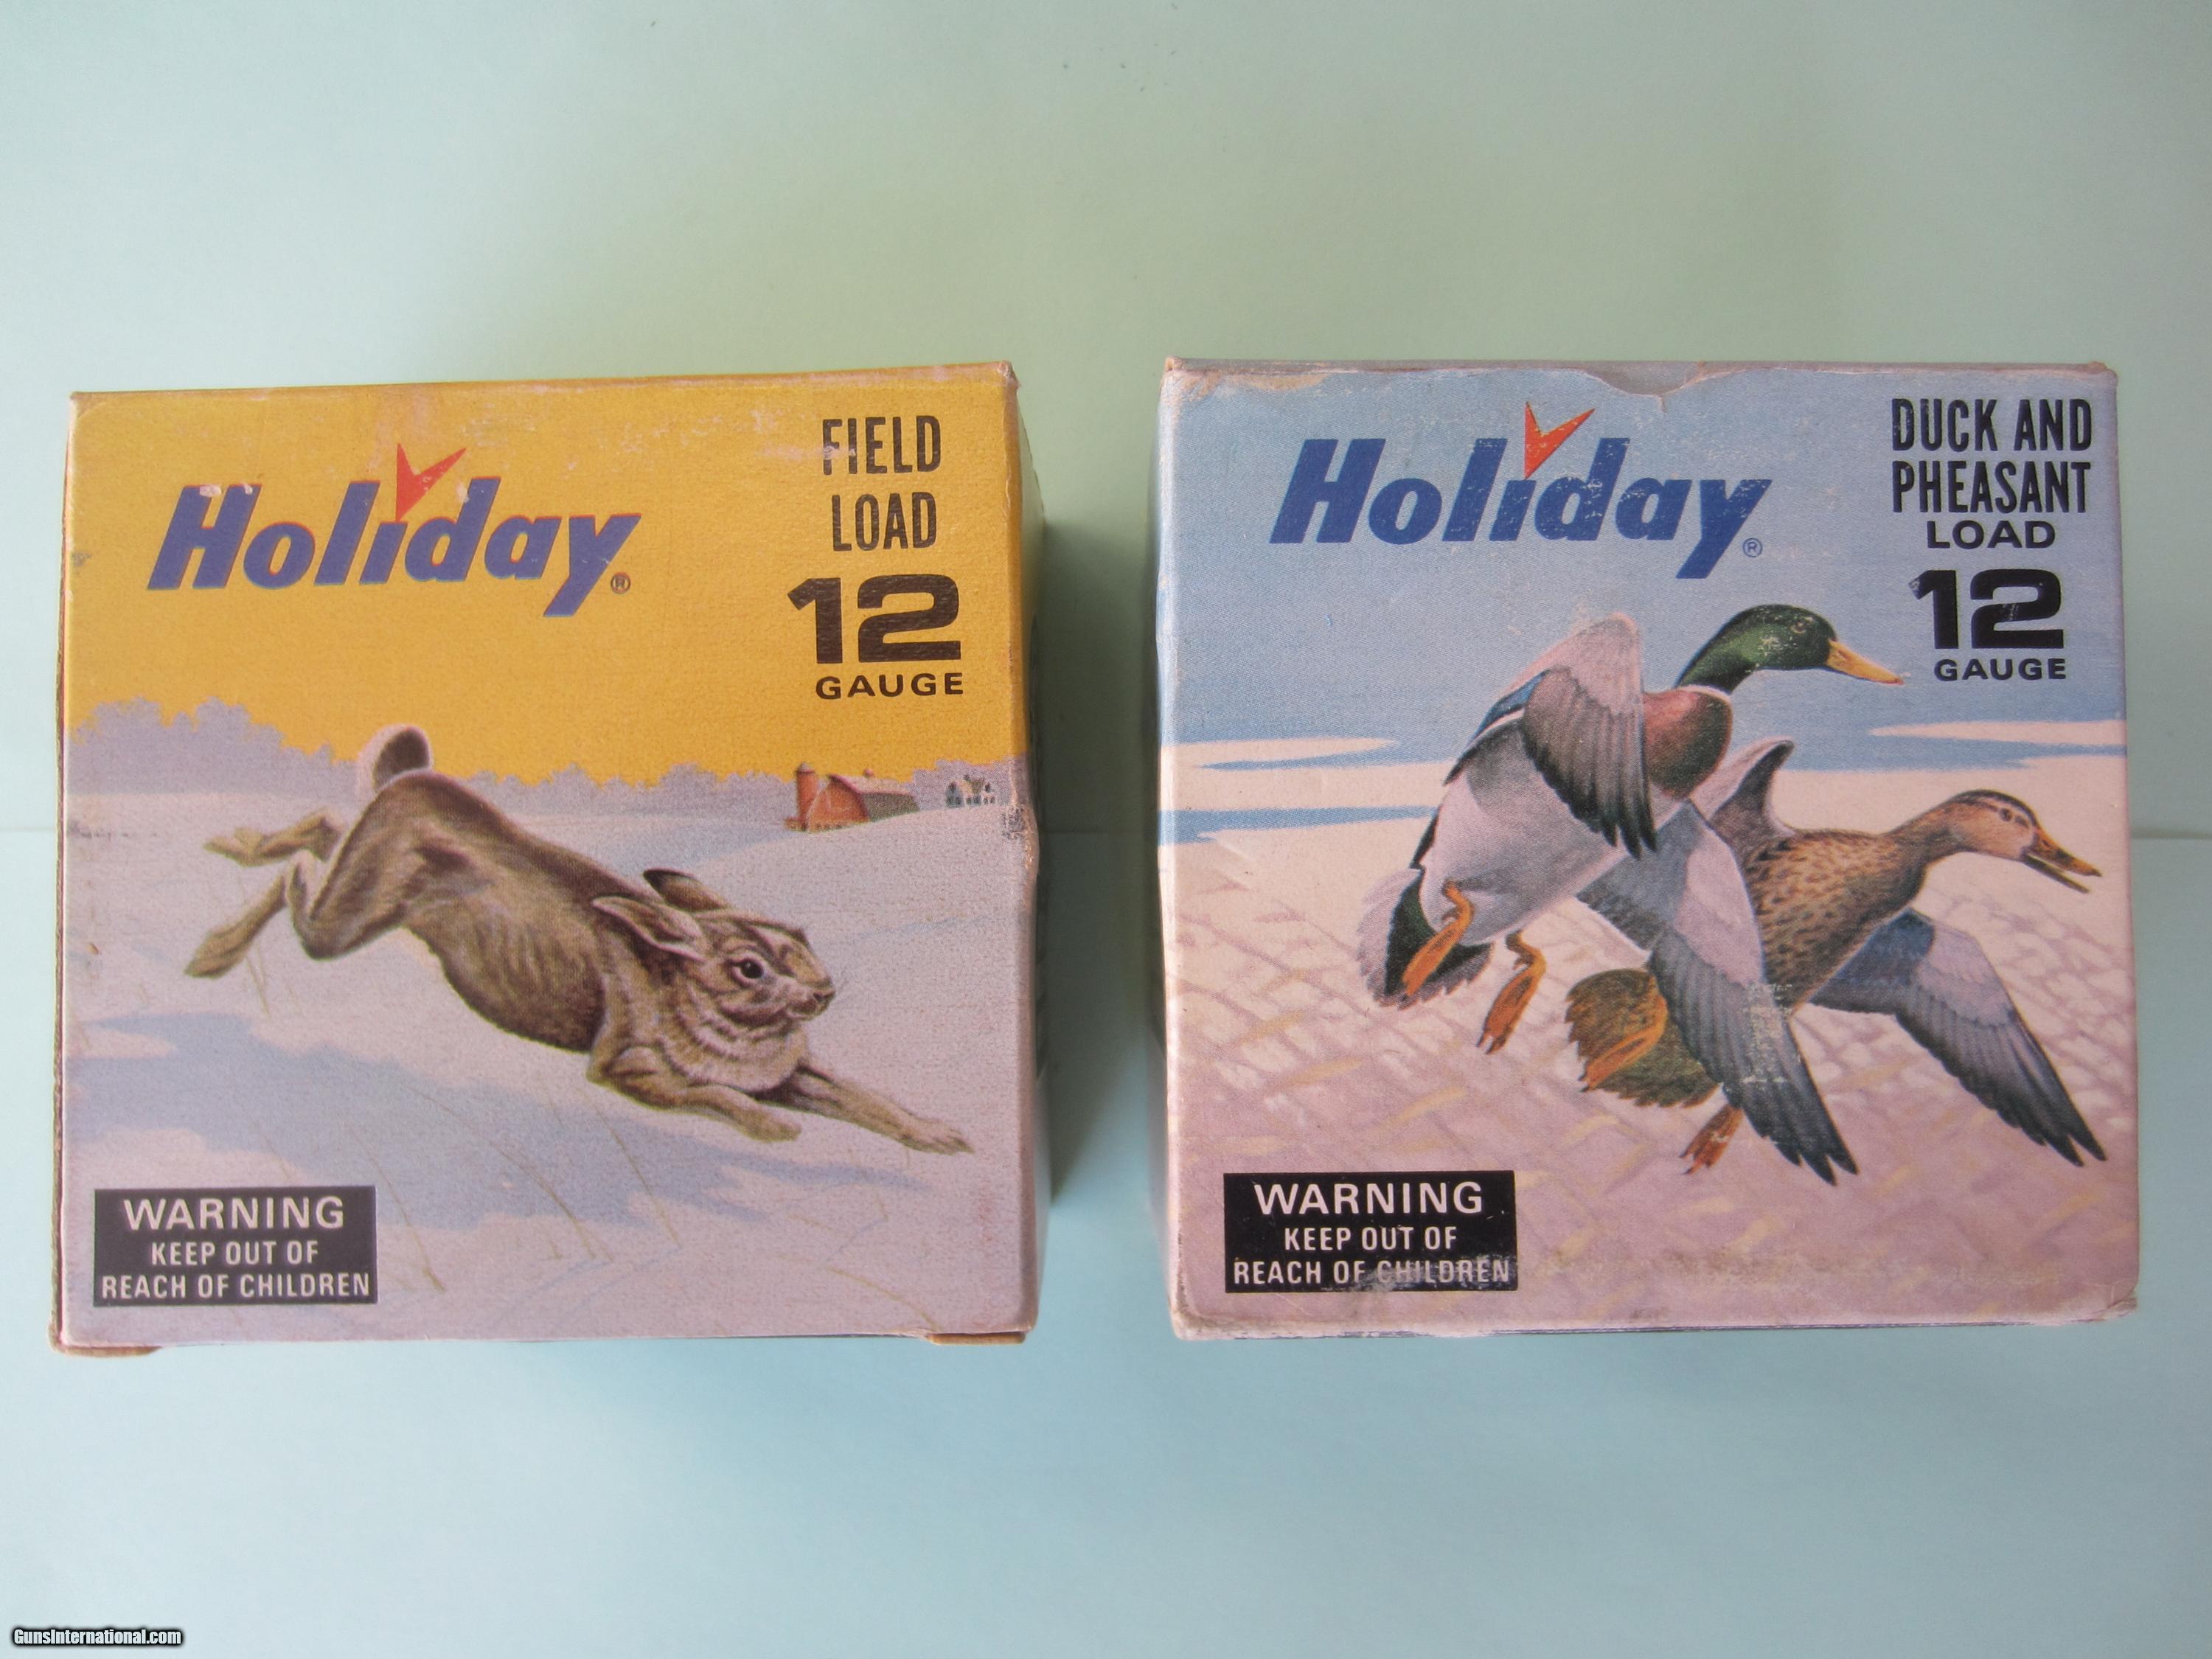 Holiday®
FIELD
LOAD
12
GAUGE
WARNING
KEEP OUT OF
REACH OF CHILDREN
Holiday®
DUCK AND
PHEASANT
LOAD
12
GAUGE
WARNING
KEEP OUT OF
REACH OF CHILDREN
GunsInternational.com